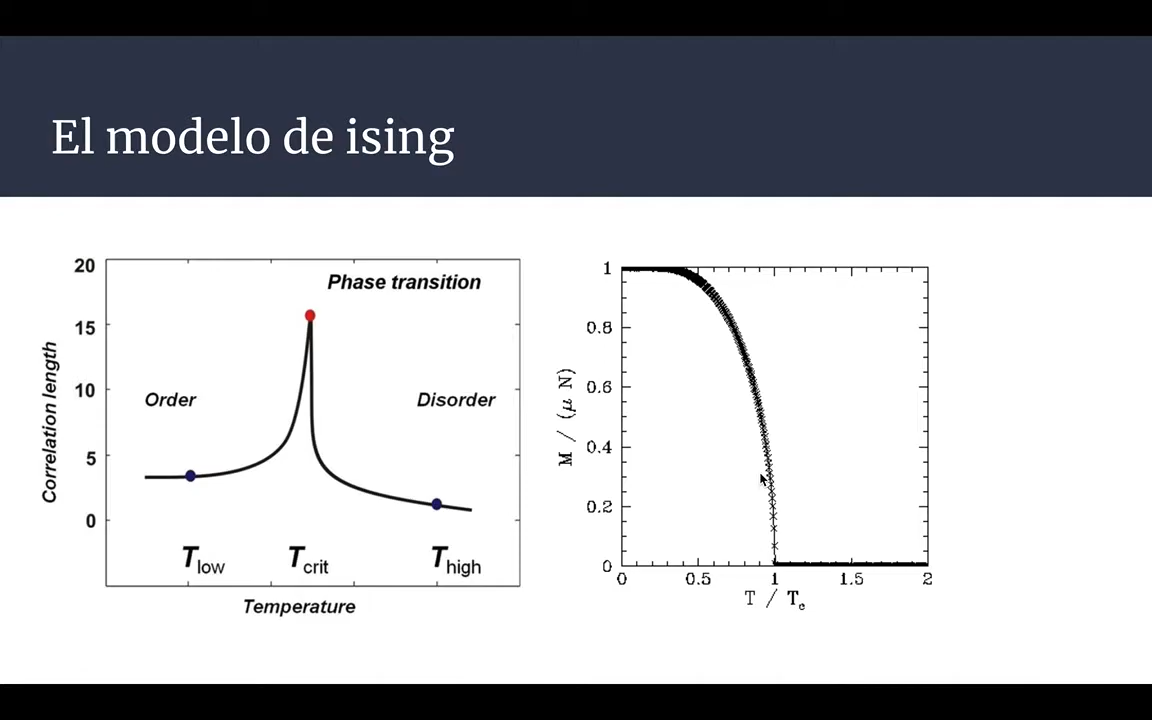 El modelo de ising
20
15
10
5
0
Correlation length
Phase transition
Order
Disorder
Tlow
Tcrit
Thigh
Temperature
1
0.8
0.6
0.4
0.2
0
M / (μ N)
0 0.5 1 1.5 2
T / Tc